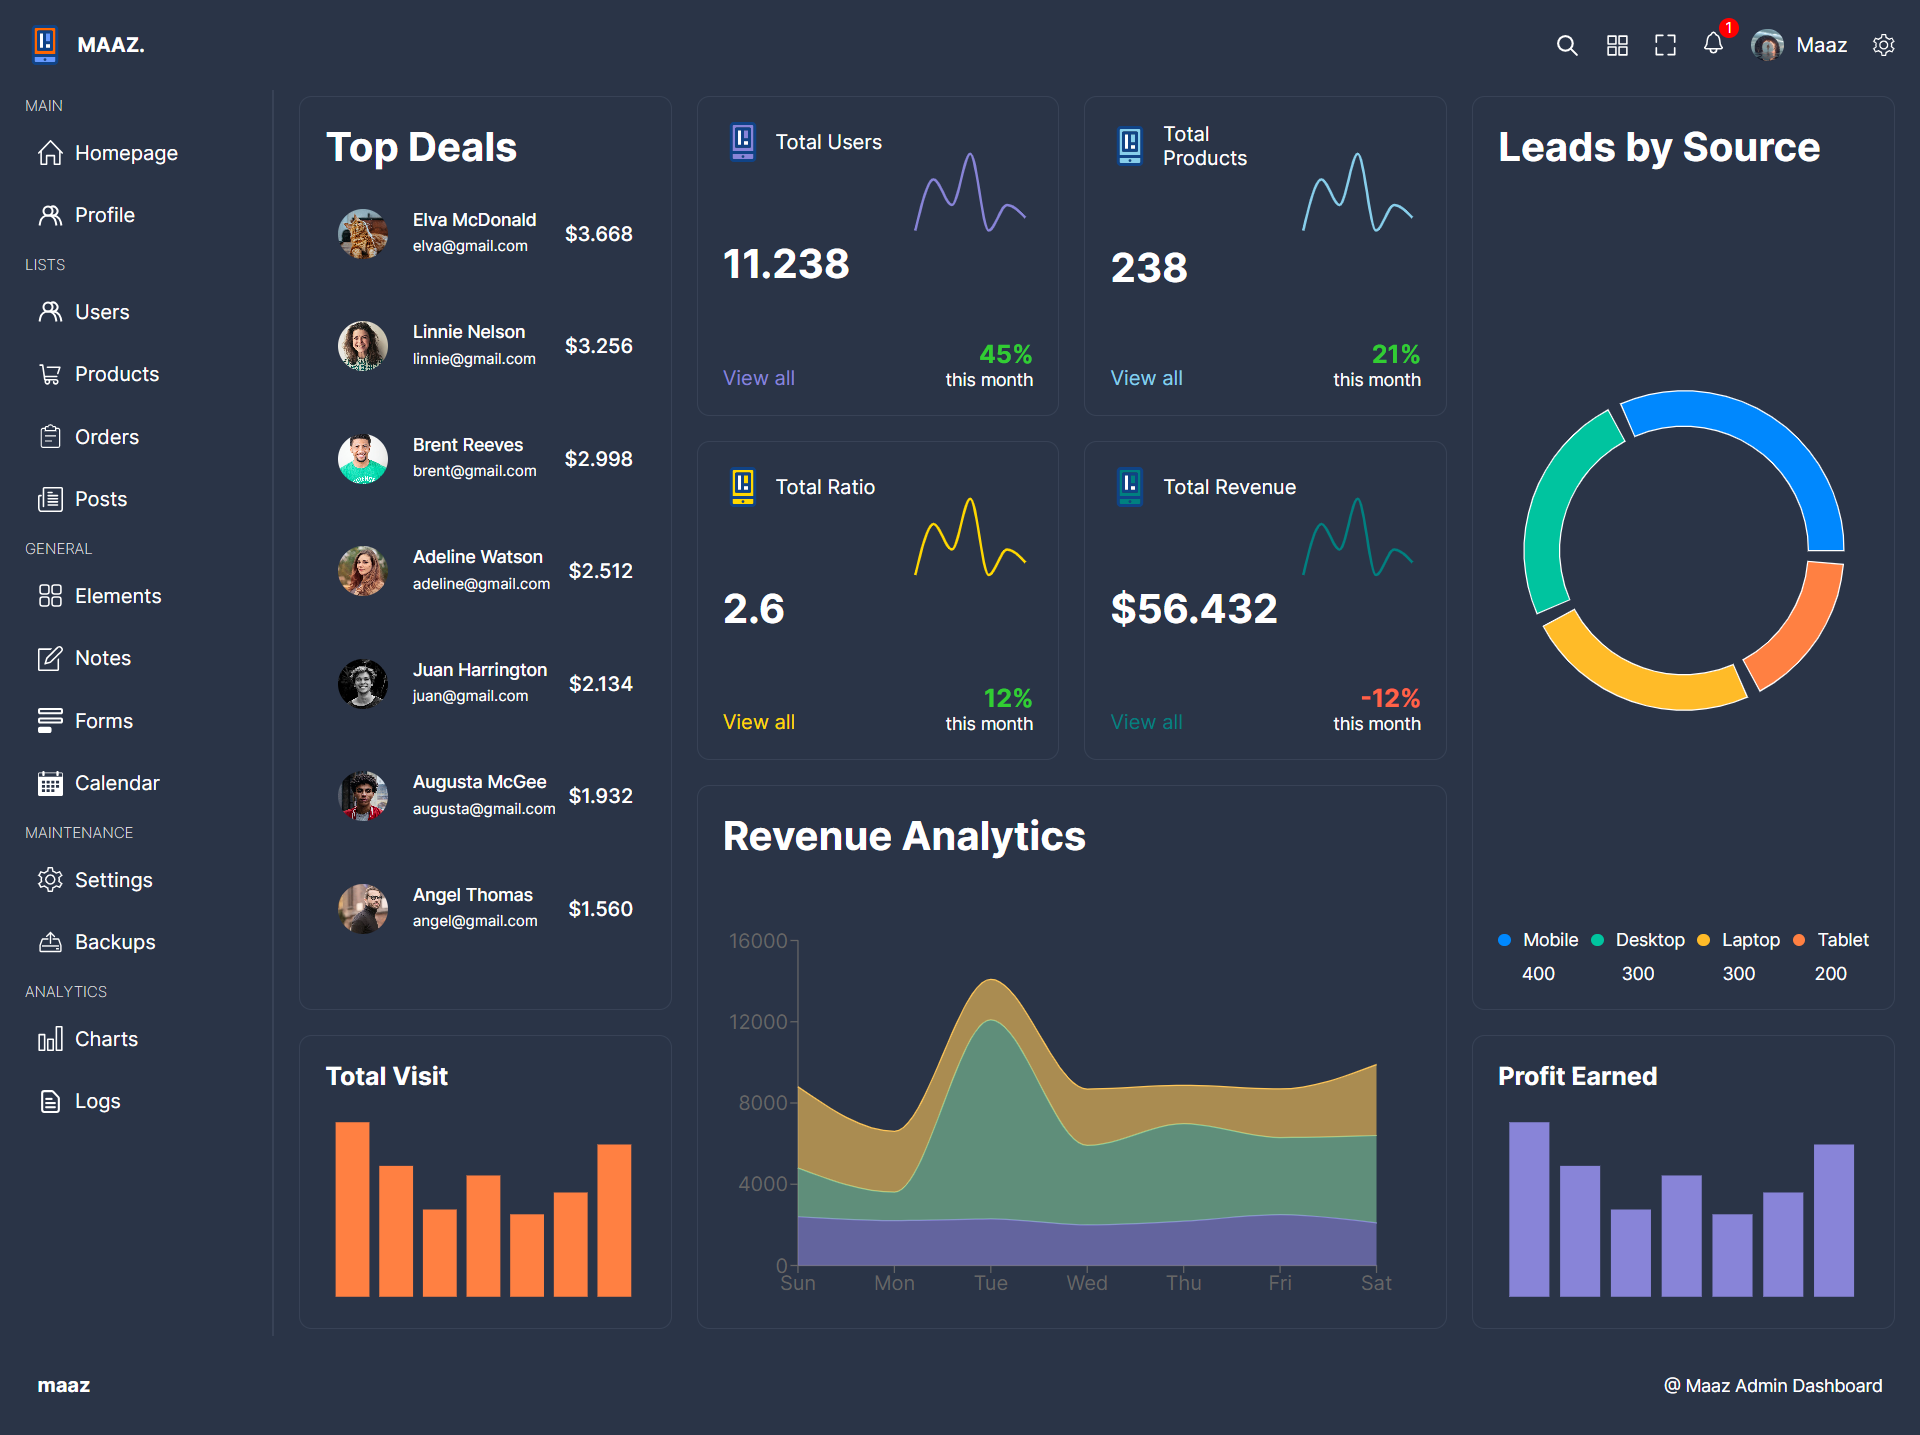 MAAZ.
1
Maaz
MAIN
Homepage
Profile
LISTS
Users
Products
Orders
Posts
GENERAL
Elements
Notes
Forms
Calendar
MAINTENANCE
Settings
Backups
ANALYTICS
Charts
Logs
Top Deals
Elva McDonald
elva@gmail.com
$3.668
Linnie Nelson
linnie@gmail.com
$3.256
Brent Reeves
brent@gmail.com
$2.998
Adeline Watson
adeline@gmail.com
$2.512
Juan Harrington
juan@gmail.com
$2.134
Augusta McGee
augusta@gmail.com
$1.932
Angel Thomas
angel@gmail.com
$1.560
Total Users
11.238
View all
45%
this month
Total
Products
238
View all
21%
this month
Total Ratio
2.6
View all
12%
this month
Total Revenue
$56.432
View all
-12%
this month
Leads by Source
Mobile
400
Desktop
300
Laptop
300
Tablet
200
Total Visit
Revenue Analytics
16000
12000
8000
4000
0
Sun Mon Tue Wed Thu Fri Sat
Profit Earned
maaz
@ Maaz Admin Dashboard